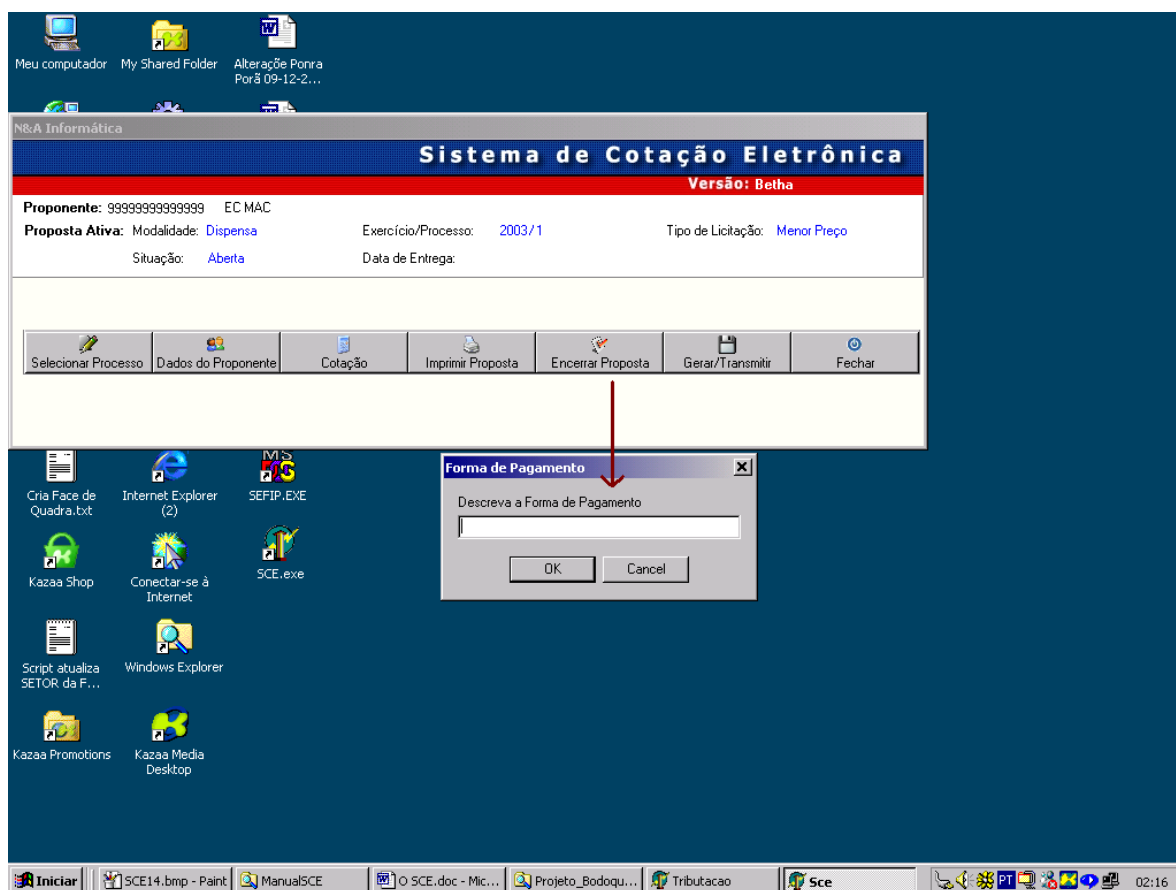 Meu computador
My Shared Folder
Alteraçõe Ponra
Porã 09-12-2...
N&A Informática
Sistema de Cotação Eletrônica
Versão: Betha
Proponente: 99999999999999 EC MAC
Proposta Ativa: Modalidade: Dispensa Exercício/Processo: 2003/1 Tipo de Licitação: Menor Preço
Situação: Aberta Data de Entrega:
Selecionar Processo Dados do Proponente Cotação Imprimir Proposta Encerrar Proposta Gerar/Transmitir Fechar
Cria Face de
Quadra.txt
Internet Explorer
(2)
SEFIP.EXE
Forma de Pagamento
Descreva a Forma de Pagamento
OK Cancel
Kazaa Shop
Conectar-se à
Internet
SCE.exe
Script atualiza
SETOR da F...
Windows Explorer
Kazaa Promotions
Kazaa Media
Desktop
Iniciar SCE14.bmp - Paint ManualSCE O SCE.doc - Mic... Projeto_Bodoqu... Tributacao Sce PT 02:16